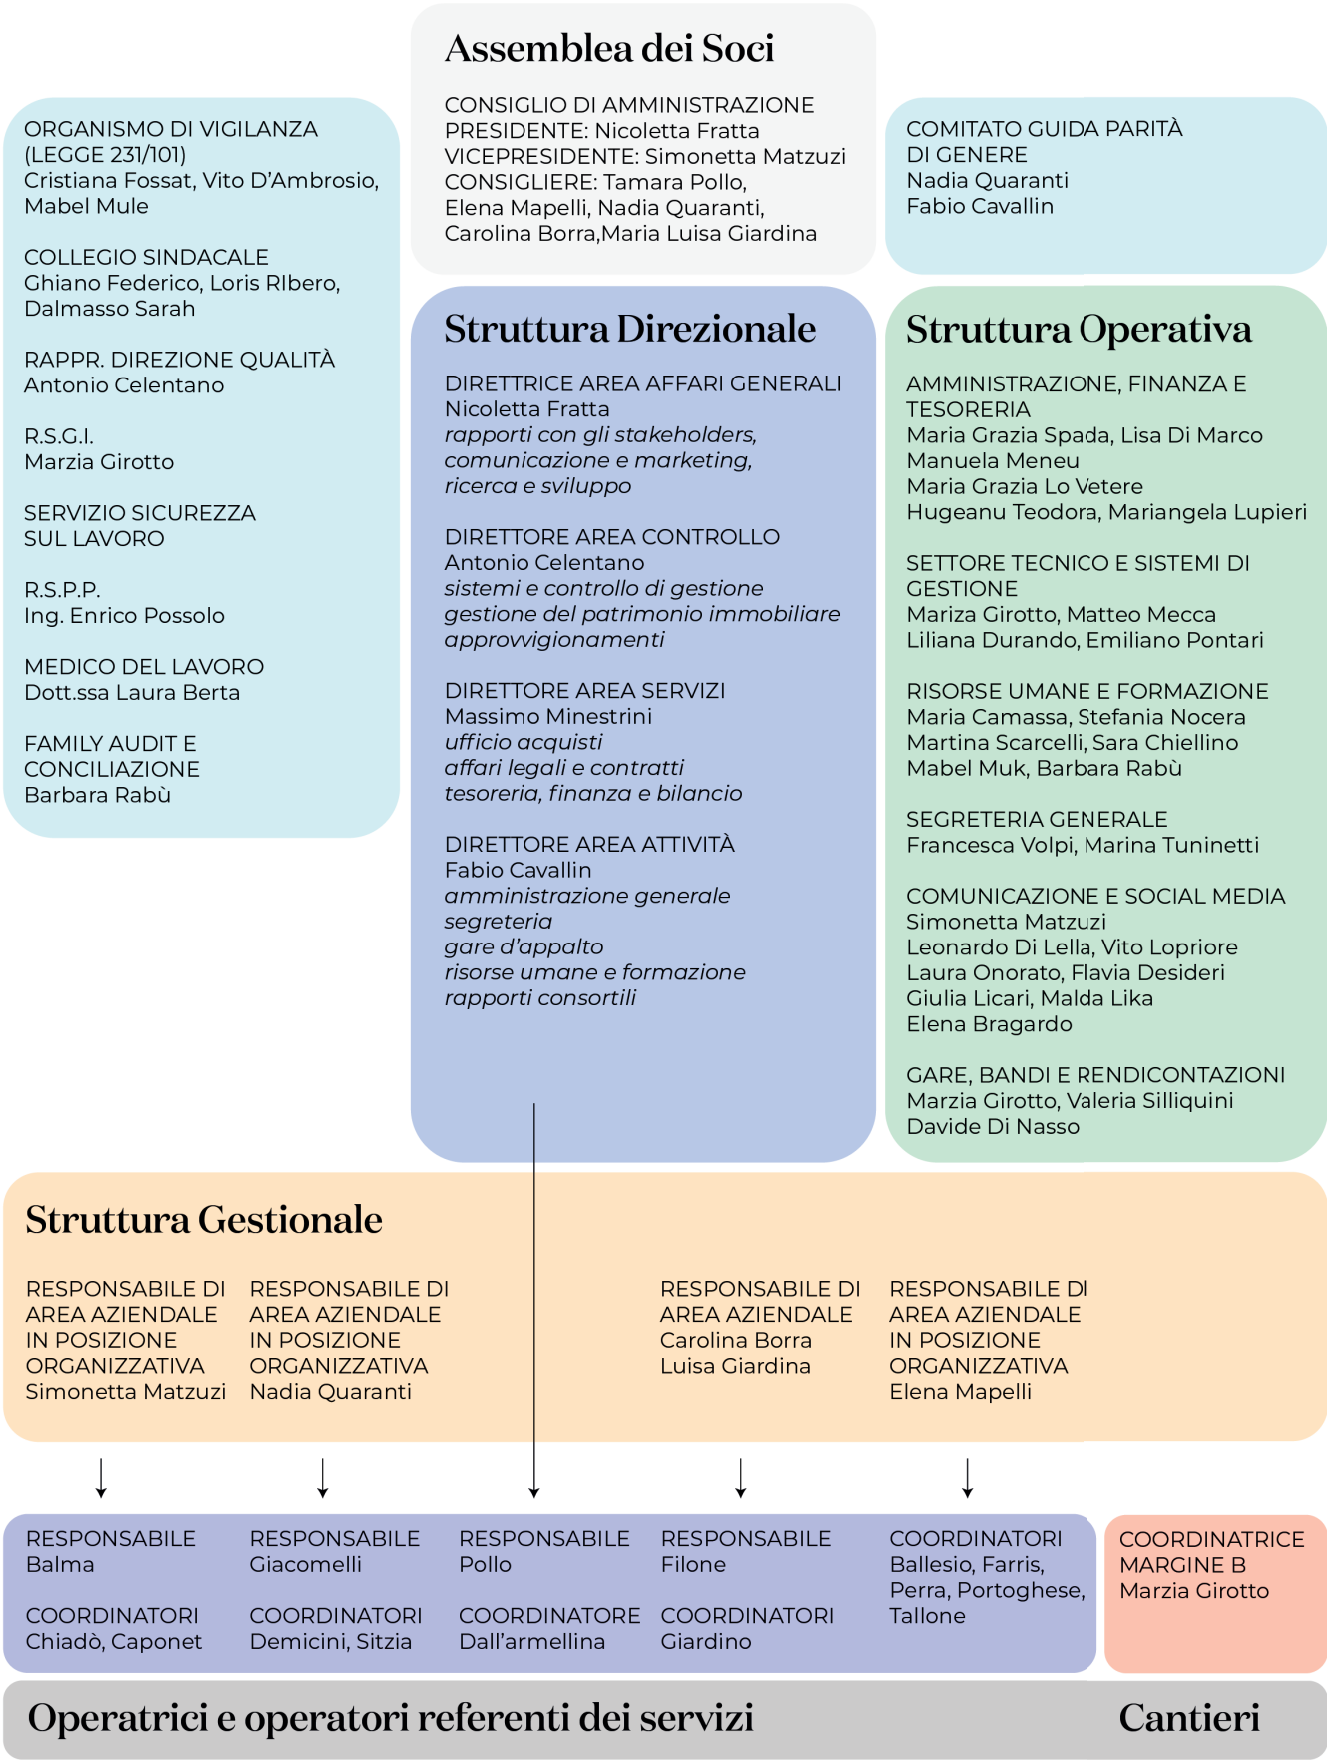 Assemblea dei Soci
CONSIGLIO DI AMMINISTRAZIONE
PRESIDENTE: Nicoletta Fratta
VICEPRESIDENTE: Simonetta Matzuzi
CONSIGLIERE: Tamara Pollo,
Elena Mapelli, Nadia Quaranti,
Carolina Borra,Maria Luisa Giardina
ORGANISMO DI VIGILANZA
(LEGGE 231/101)
Cristiana Fossat, Vito D’Ambrosio,
Mabel Mule
COLLEGIO SINDACALE
Ghiano Federico, Loris RIbero,
Dalmasso Sarah
RAPPR. DIREZIONE QUALITÀ
Antonio Celentano
R.S.G.I.
Marzia Girotto
SERVIZIO SICUREZZA
SUL LAVORO
R.S.P.P.
Ing. Enrico Possolo
MEDICO DEL LAVORO
Dott.ssa Laura Berta
FAMILY AUDIT E
CONCILIAZIONE
Barbara Rabù
COMITATO GUIDA PARITÀ
DI GENERE
Nadia Quaranti
Fabio Cavallin
Struttura Direzionale
DIRETTRICE AREA AFFARI GENERALI
Nicoletta Fratta
rapporti con gli stakeholders,
comunicazione e marketing,
ricerca e sviluppo
DIRETTORE AREA CONTROLLO
Antonio Celentano
sistemi e controllo di gestione
gestione del patrimonio immobiliare
approvvigionamenti
DIRETTORE AREA SERVIZI
Massimo Minestrini
ufficio acquisti
affari legali e contratti
tesoreria, finanza e bilancio
DIRETTORE AREA ATTIVITÀ
Fabio Cavallin
amministrazione generale
segreteria
gare d’appalto
risorse umane e formazione
rapporti consortili
Struttura Operativa
AMMINISTRAZIONE, FINANZA E
TESORERIA
Maria Grazia Spada, Lisa Di Marco
Manuela Meneu
Maria Grazia Lo Vetere
Hugeanu Teodora, Mariangela Lupieri
SETTORE TECNICO E SISTEMI DI
GESTIONE
Mariza Girotto, Matteo Mecca
Liliana Durando, Emiliano Pontari
RISORSE UMANE E FORMAZIONE
Maria Camassa, Stefania Nocera
Martina Scarcelli, Sara Chiellino
Mabel Muk, Barbara Rabù
SEGRETERIA GENERALE
Francesca Volpi, Marina Tuninetti
COMUNICAZIONE E SOCIAL MEDIA
Simonetta Matzuzi
Leonardo Di Lella, Vito Lopriore
Laura Onorato, Flavia Desideri
Giulia Licari, Malda Lika
Elena Bragardo
GARE, BANDI E RENDICONTAZIONI
Marzia Girotto, Valeria Silliquini
Davide Di Nasso
Struttura Gestionale
RESPONSABILE DI
AREA AZIENDALE
IN POSIZIONE
ORGANIZZATIVA
Simonetta Matzuzi
RESPONSABILE DI
AREA AZIENDALE
IN POSIZIONE
ORGANIZZATIVA
Nadia Quaranti
RESPONSABILE DI
AREA AZIENDALE
Carolina Borra
Luisa Giardina
RESPONSABILE DI
AREA AZIENDALE
IN POSIZIONE
ORGANIZZATIVA
Elena Mapelli
RESPONSABILE
Balma
COORDINATORI
Chiadò, Caponet
RESPONSABILE
Giacomelli
COORDINATORI
Demicini, Sitzia
RESPONSABILE
Pollo
COORDINATORE
Dall’armellina
RESPONSABILE
Filone
COORDINATORI
Giardino
COORDINATORI
Ballesio, Farris,
Perra, Portoghese,
Tallone
COORDINATRICE
MARGINE B
Marzia Girotto
Operatrici e operatori referenti dei servizi
Cantieri